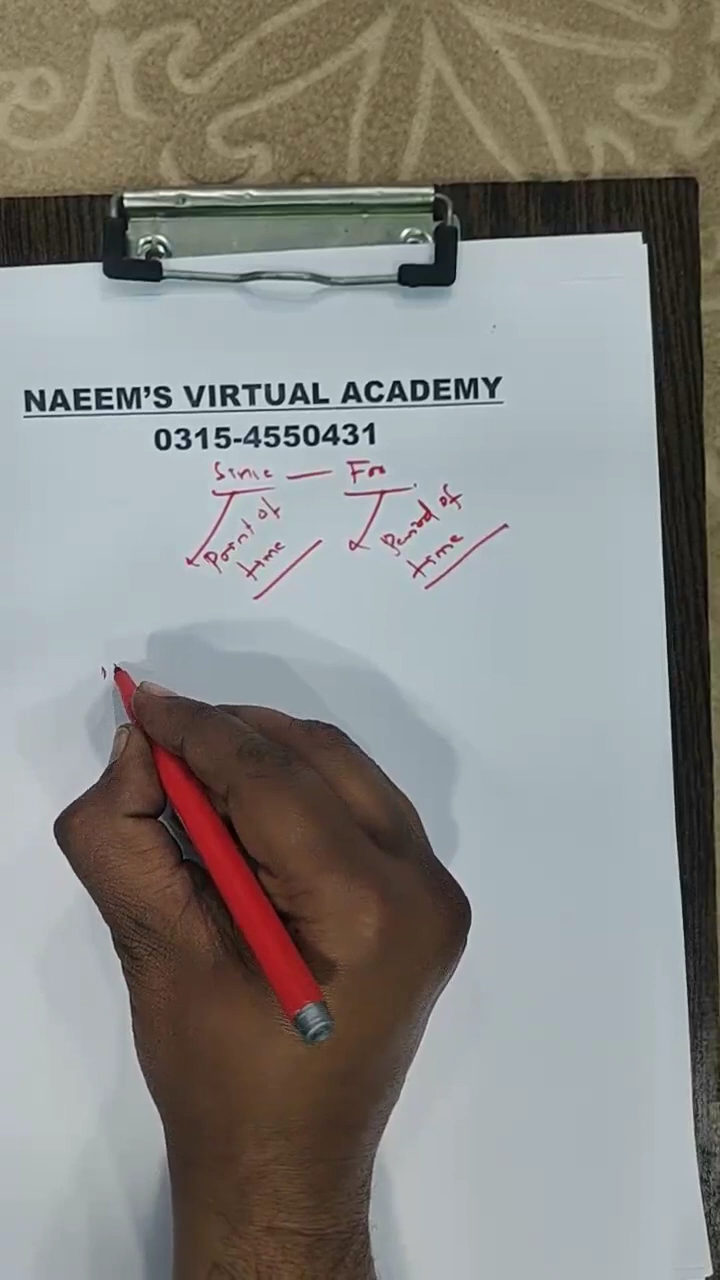 NAEEM'S VIRTUAL ACADEMY
0315-4550431
Since — For
Point of
time
Period of
time